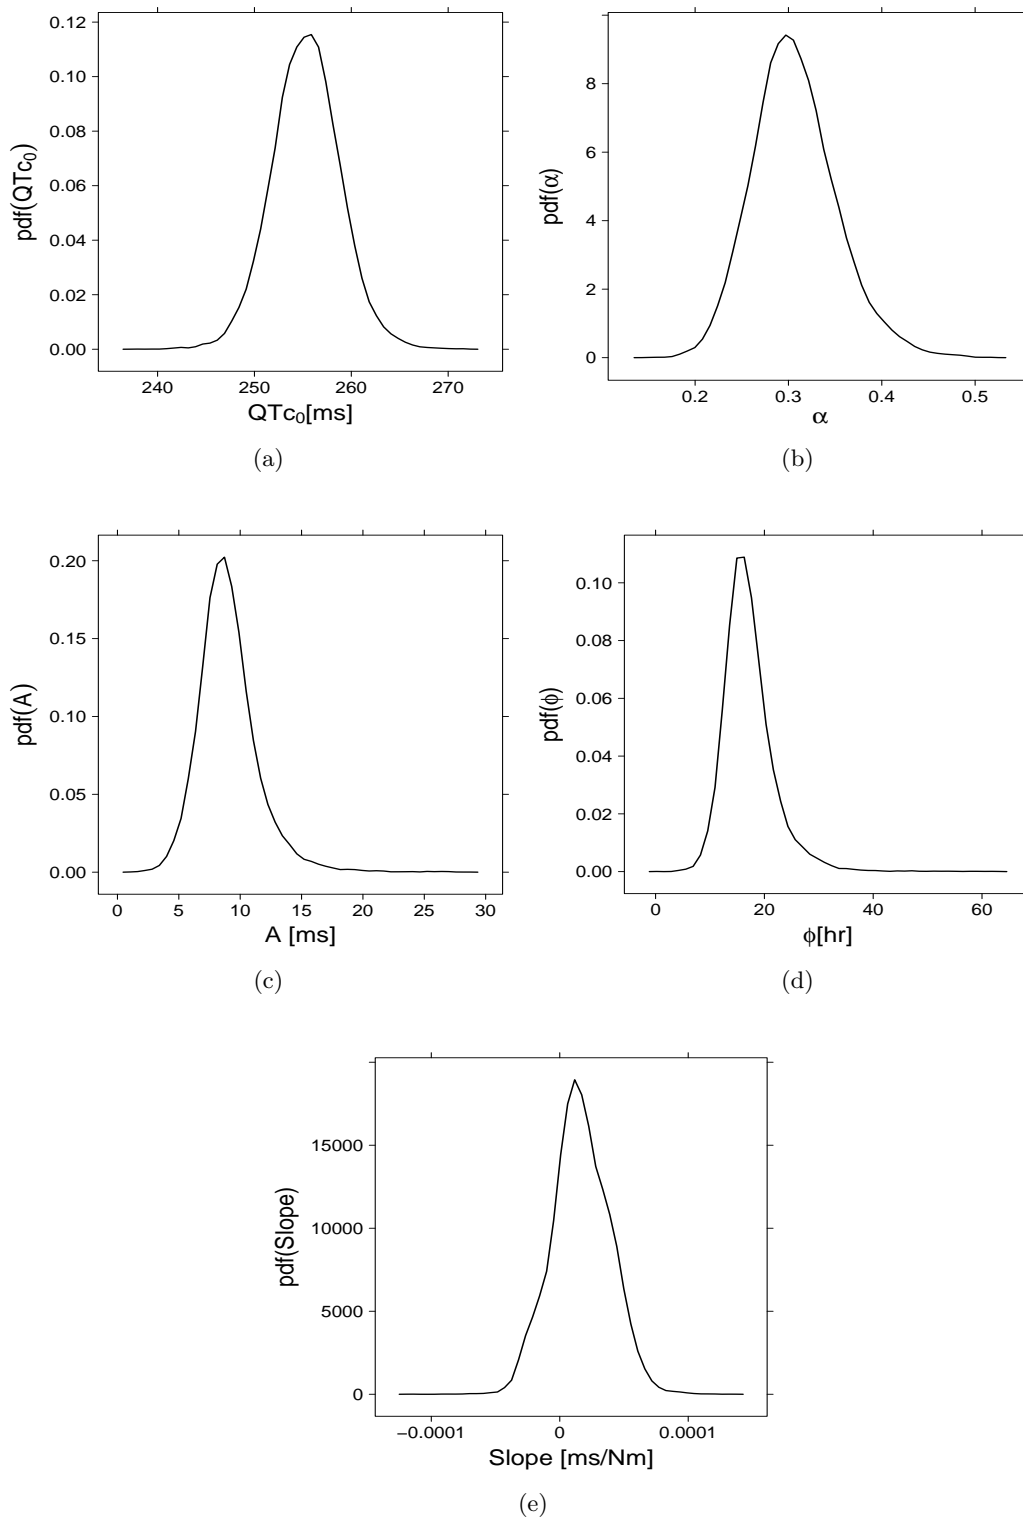 0.12
0.10
0.08
0.06
0.04
0.02
0.00
pdf(QTc₀)
240 250 260 270
QTc₀[ms]
(a)
8
6
4
2
0
pdf(α)
0.2 0.3 0.4 0.5
α
(b)
0.20
0.15
0.10
0.05
0.00
pdf(A)
0 5 10 15 20 25 30
A [ms]
(c)
0.10
0.08
0.06
0.04
0.02
0.00
pdf(ϕ)
0 20 40 60
ϕ[hr]
(d)
15000
10000
5000
0
pdf(Slope)
−0.0001 0 0.0001
Slope [ms/Nm]
(e)